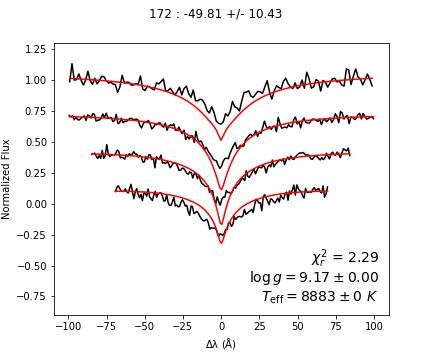 172 : -49.81 +/- 10.43
1.25
1.00
0.75
0.50
0.25
0.00
−0.25
−0.50
−0.75
Normalized Flux
χ²ᵣ = 2.29
log g = 9.17 ± 0.00
Teff = 8883 ± 0 K
−100 −75 −50 −25 0 25 50 75 100
Δλ (Å)